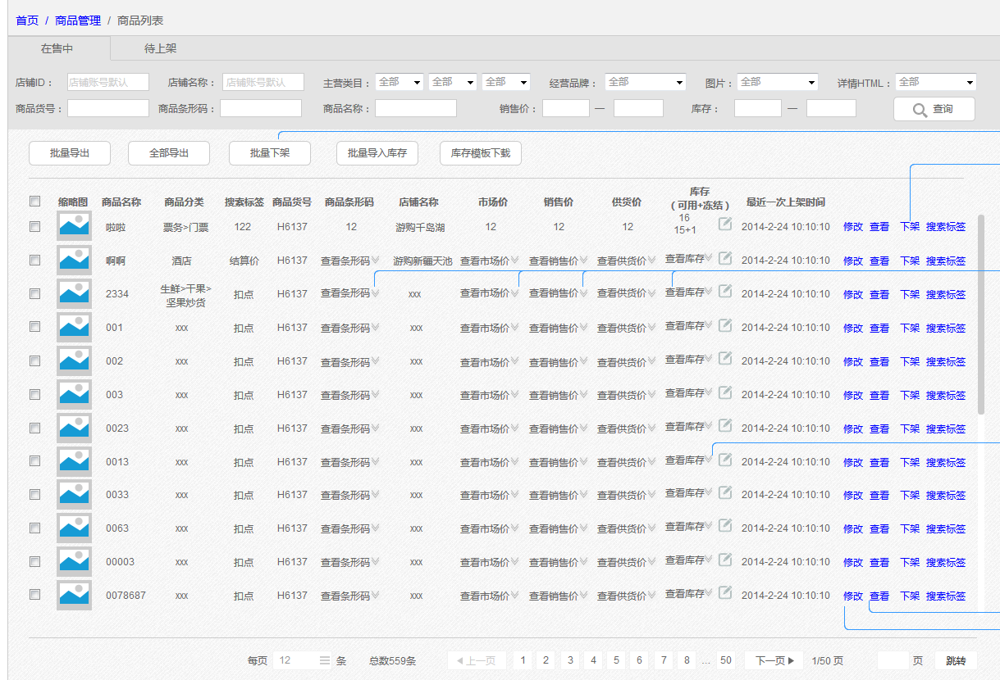 首页 / 商品管理 / 商品列表
在售中 待上架
店铺ID： 店铺账号默认 店铺名称： 店铺账号默认 主营类目： 全部 全部 全部 经营品牌： 全部 图片： 全部 详情HTML： 全部
商品货号： 商品条形码： 商品名称： 销售价： — 库存： — 查询
批量导出 全部导出 批量下架 批量导入库存 库存模板下载
缩略图 商品名称 商品分类 搜索标签 商品货号 商品条形码 店铺名称 市场价 销售价 供货价 库存（可用+冻结） 最近一次上架时间
啦啦 票务>门票 122 H6137 12 游购千岛湖 12 12 12 16 15+1 2014-2-24 10:10:10 修改 查看 下架 搜素标签
啊啊 酒店 结算价 H6137 查看条形码 游购新疆天池 查看市场价 查看销售价 查看供货价 查看库存 2014-2-24 10:10:10 修改 查看 下架 搜素标签
2334 生鲜>干果>坚果炒货 扣点 H6137 查看条形码 xxx 查看市场价 查看销售价 查看供货价 查看库存 2014-2-24 10:10:10 修改 查看 下架 搜素标签
001 xxx 扣点 H6137 查看条形码 xxx 查看市场价 查看销售价 查看供货价 查看库存 2014-2-24 10:10:10 修改 查看 下架 搜素标签
002 xxx 扣点 H6137 查看条形码 xxx 查看市场价 查看销售价 查看供货价 查看库存 2014-2-24 10:10:10 修改 查看 下架 搜素标签
003 xxx 扣点 H6137 查看条形码 xxx 查看市场价 查看销售价 查看供货价 查看库存 2014-2-24 10:10:10 修改 查看 下架 搜素标签
0023 xxx 扣点 H6137 查看条形码 xxx 查看市场价 查看销售价 查看供货价 查看库存 2014-2-24 10:10:10 修改 查看 下架 搜素标签
0013 xxx 扣点 H6137 查看条形码 xxx 查看市场价 查看销售价 查看供货价 查看库存 2014-2-24 10:10:10 修改 查看 下架 搜素标签
0033 xxx 扣点 H6137 查看条形码 xxx 查看市场价 查看销售价 查看供货价 查看库存 2014-2-24 10:10:10 修改 查看 下架 搜素标签
0063 xxx 扣点 H6137 查看条形码 xxx 查看市场价 查看销售价 查看供货价 查看库存 2014-2-24 10:10:10 修改 查看 下架 搜素标签
00003 xxx 扣点 H6137 查看条形码 xxx 查看市场价 查看销售价 查看供货价 查看库存 2014-2-24 10:10:10 修改 查看 下架 搜素标签
0078687 xxx 扣点 H6137 查看条形码 xxx 查看市场价 查看销售价 查看供货价 查看库存 2014-2-24 10:10:10 修改 查看 下架 搜素标签
每页 12 条 总数559条 上一页 1 2 3 4 5 6 7 8 ... 50 下一页 1/50 页 页 跳转